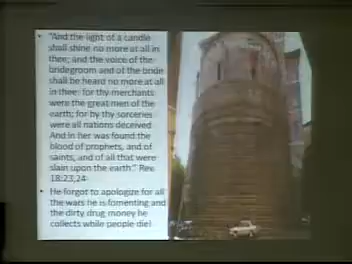 • "And the light of a candle
shall shine no more at all in
thee; and the voice of the
bridegroom and of the bride
shall be heard no more at all
in thee: for thy merchants
were the great men of the
earth; for by thy sorceries
were all nations deceived.
And in her was found the
blood of prophets, and of
saints, and of all that were
slain upon the earth." Rev.
18:23,24
• He forgot to apologize for all
the wars he is fomenting and
the dirty drug money he
collects while people die!